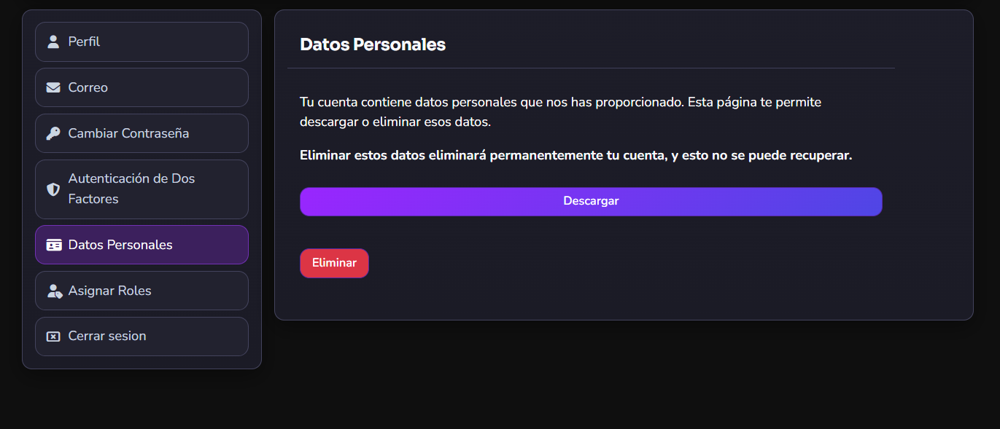 Perfil
Correo
Cambiar Contraseña
Autenticación de Dos
Factores
Datos Personales
Asignar Roles
Cerrar sesion
Datos Personales
Tu cuenta contiene datos personales que nos has proporcionado. Esta página te permite
descargar o eliminar esos datos.
Eliminar estos datos eliminará permanentemente tu cuenta, y esto no se puede recuperar.
Descargar
Eliminar